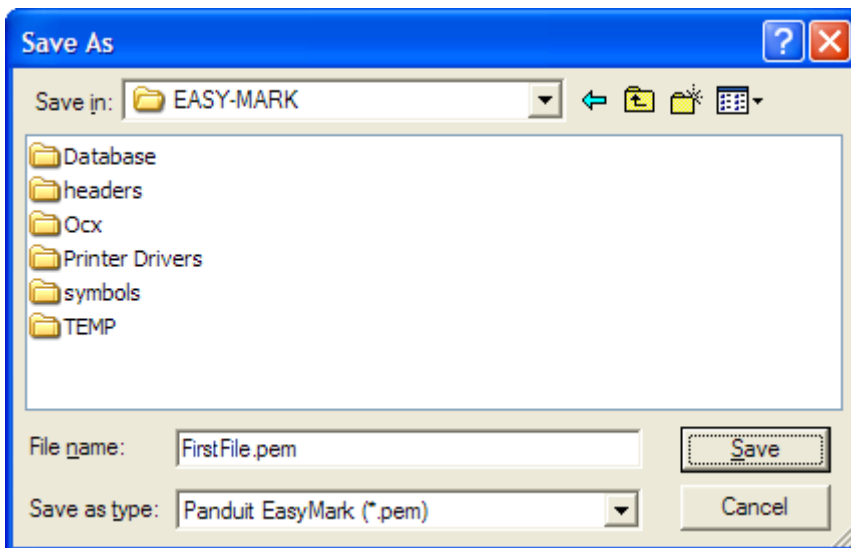 Save As
Save in: EASY-MARK
Database
headers
Ocx
Printer Drivers
symbols
TEMP
File name: FirstFile.pem Save
Save as type: Panduit EasyMark (*.pem) Cancel